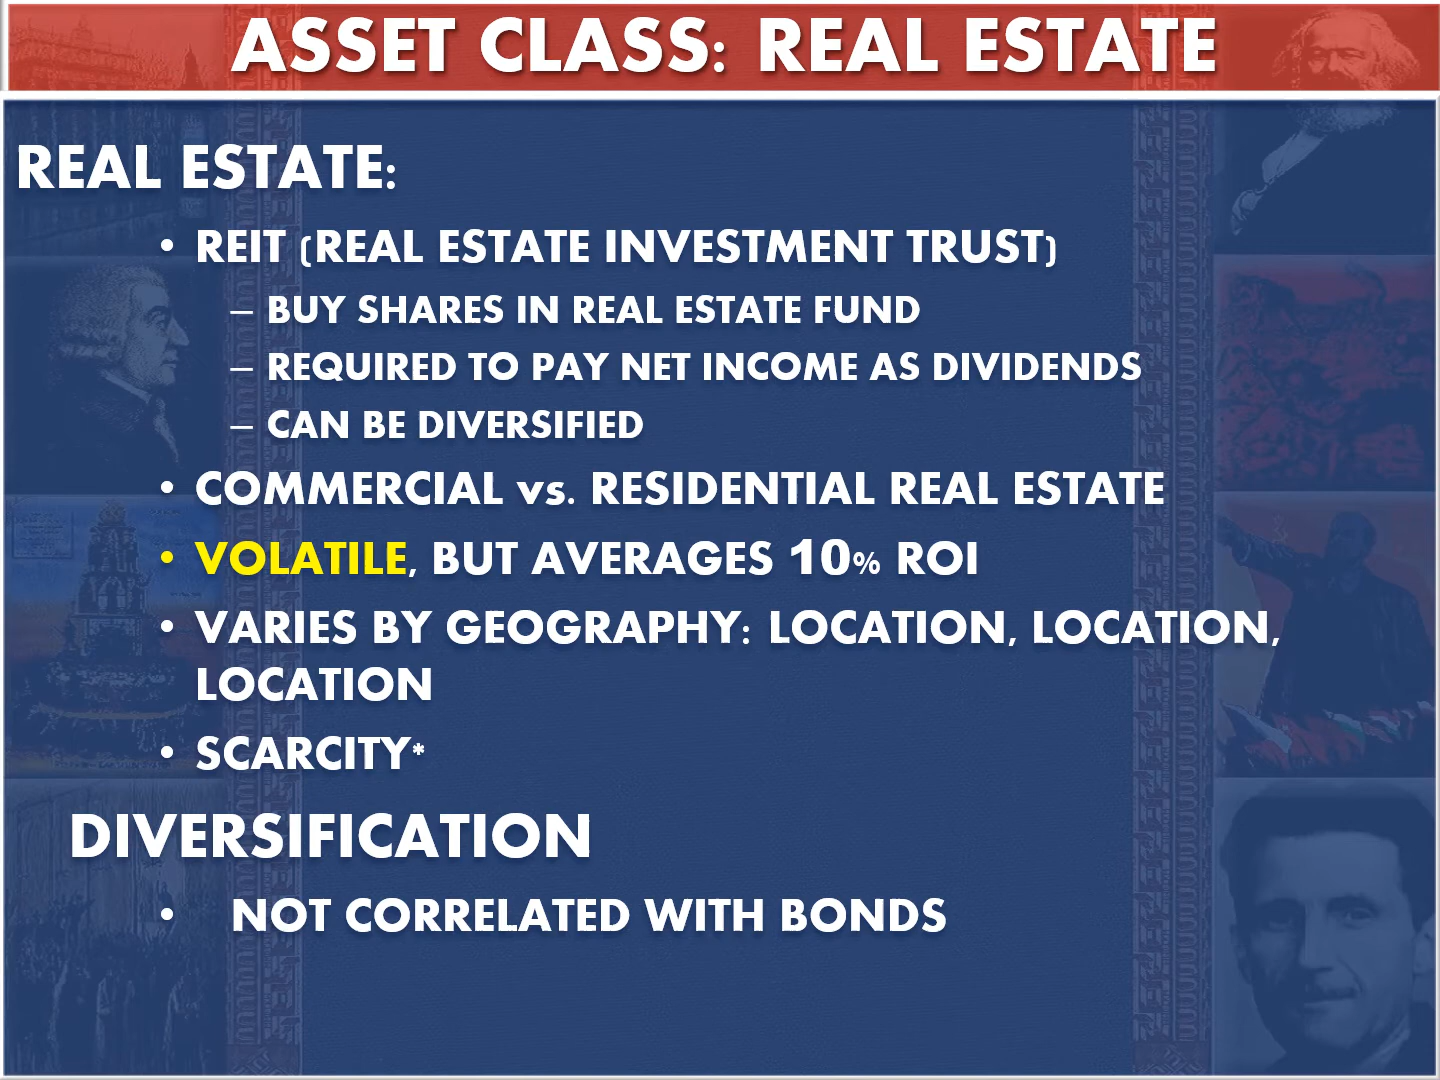 ASSET CLASS: REAL ESTATE
REAL ESTATE:
• REIT (REAL ESTATE INVESTMENT TRUST)
– BUY SHARES IN REAL ESTATE FUND
– REQUIRED TO PAY NET INCOME AS DIVIDENDS
– CAN BE DIVERSIFIED
• COMMERCIAL vs. RESIDENTIAL REAL ESTATE
• VOLATILE, BUT AVERAGES 10% ROI
• VARIES BY GEOGRAPHY: LOCATION, LOCATION,
LOCATION
• SCARCITY*
DIVERSIFICATION
• NOT CORRELATED WITH BONDS